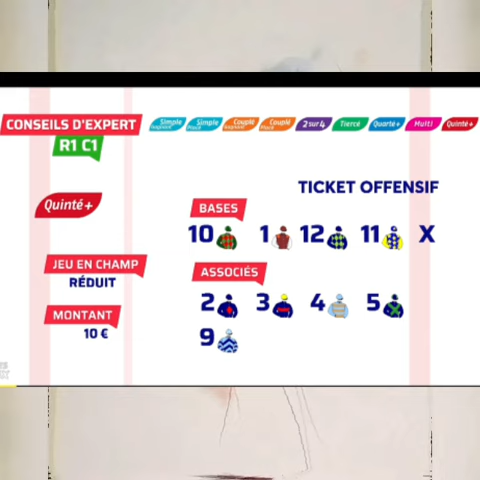 CONSEILS D'EXPERT
R1 C1
Simple Gagnant Simple Placé Couplé Gagnant Couplé Placé 2sur4 Tiercé Quarté+ Multi Quinté+
TICKET OFFENSIF
Quinté+
BASES
10 1 12 11 X
JEU EN CHAMP
RÉDUIT
ASSOCIÉS
MONTANT
10 €
2 3 4 5
9